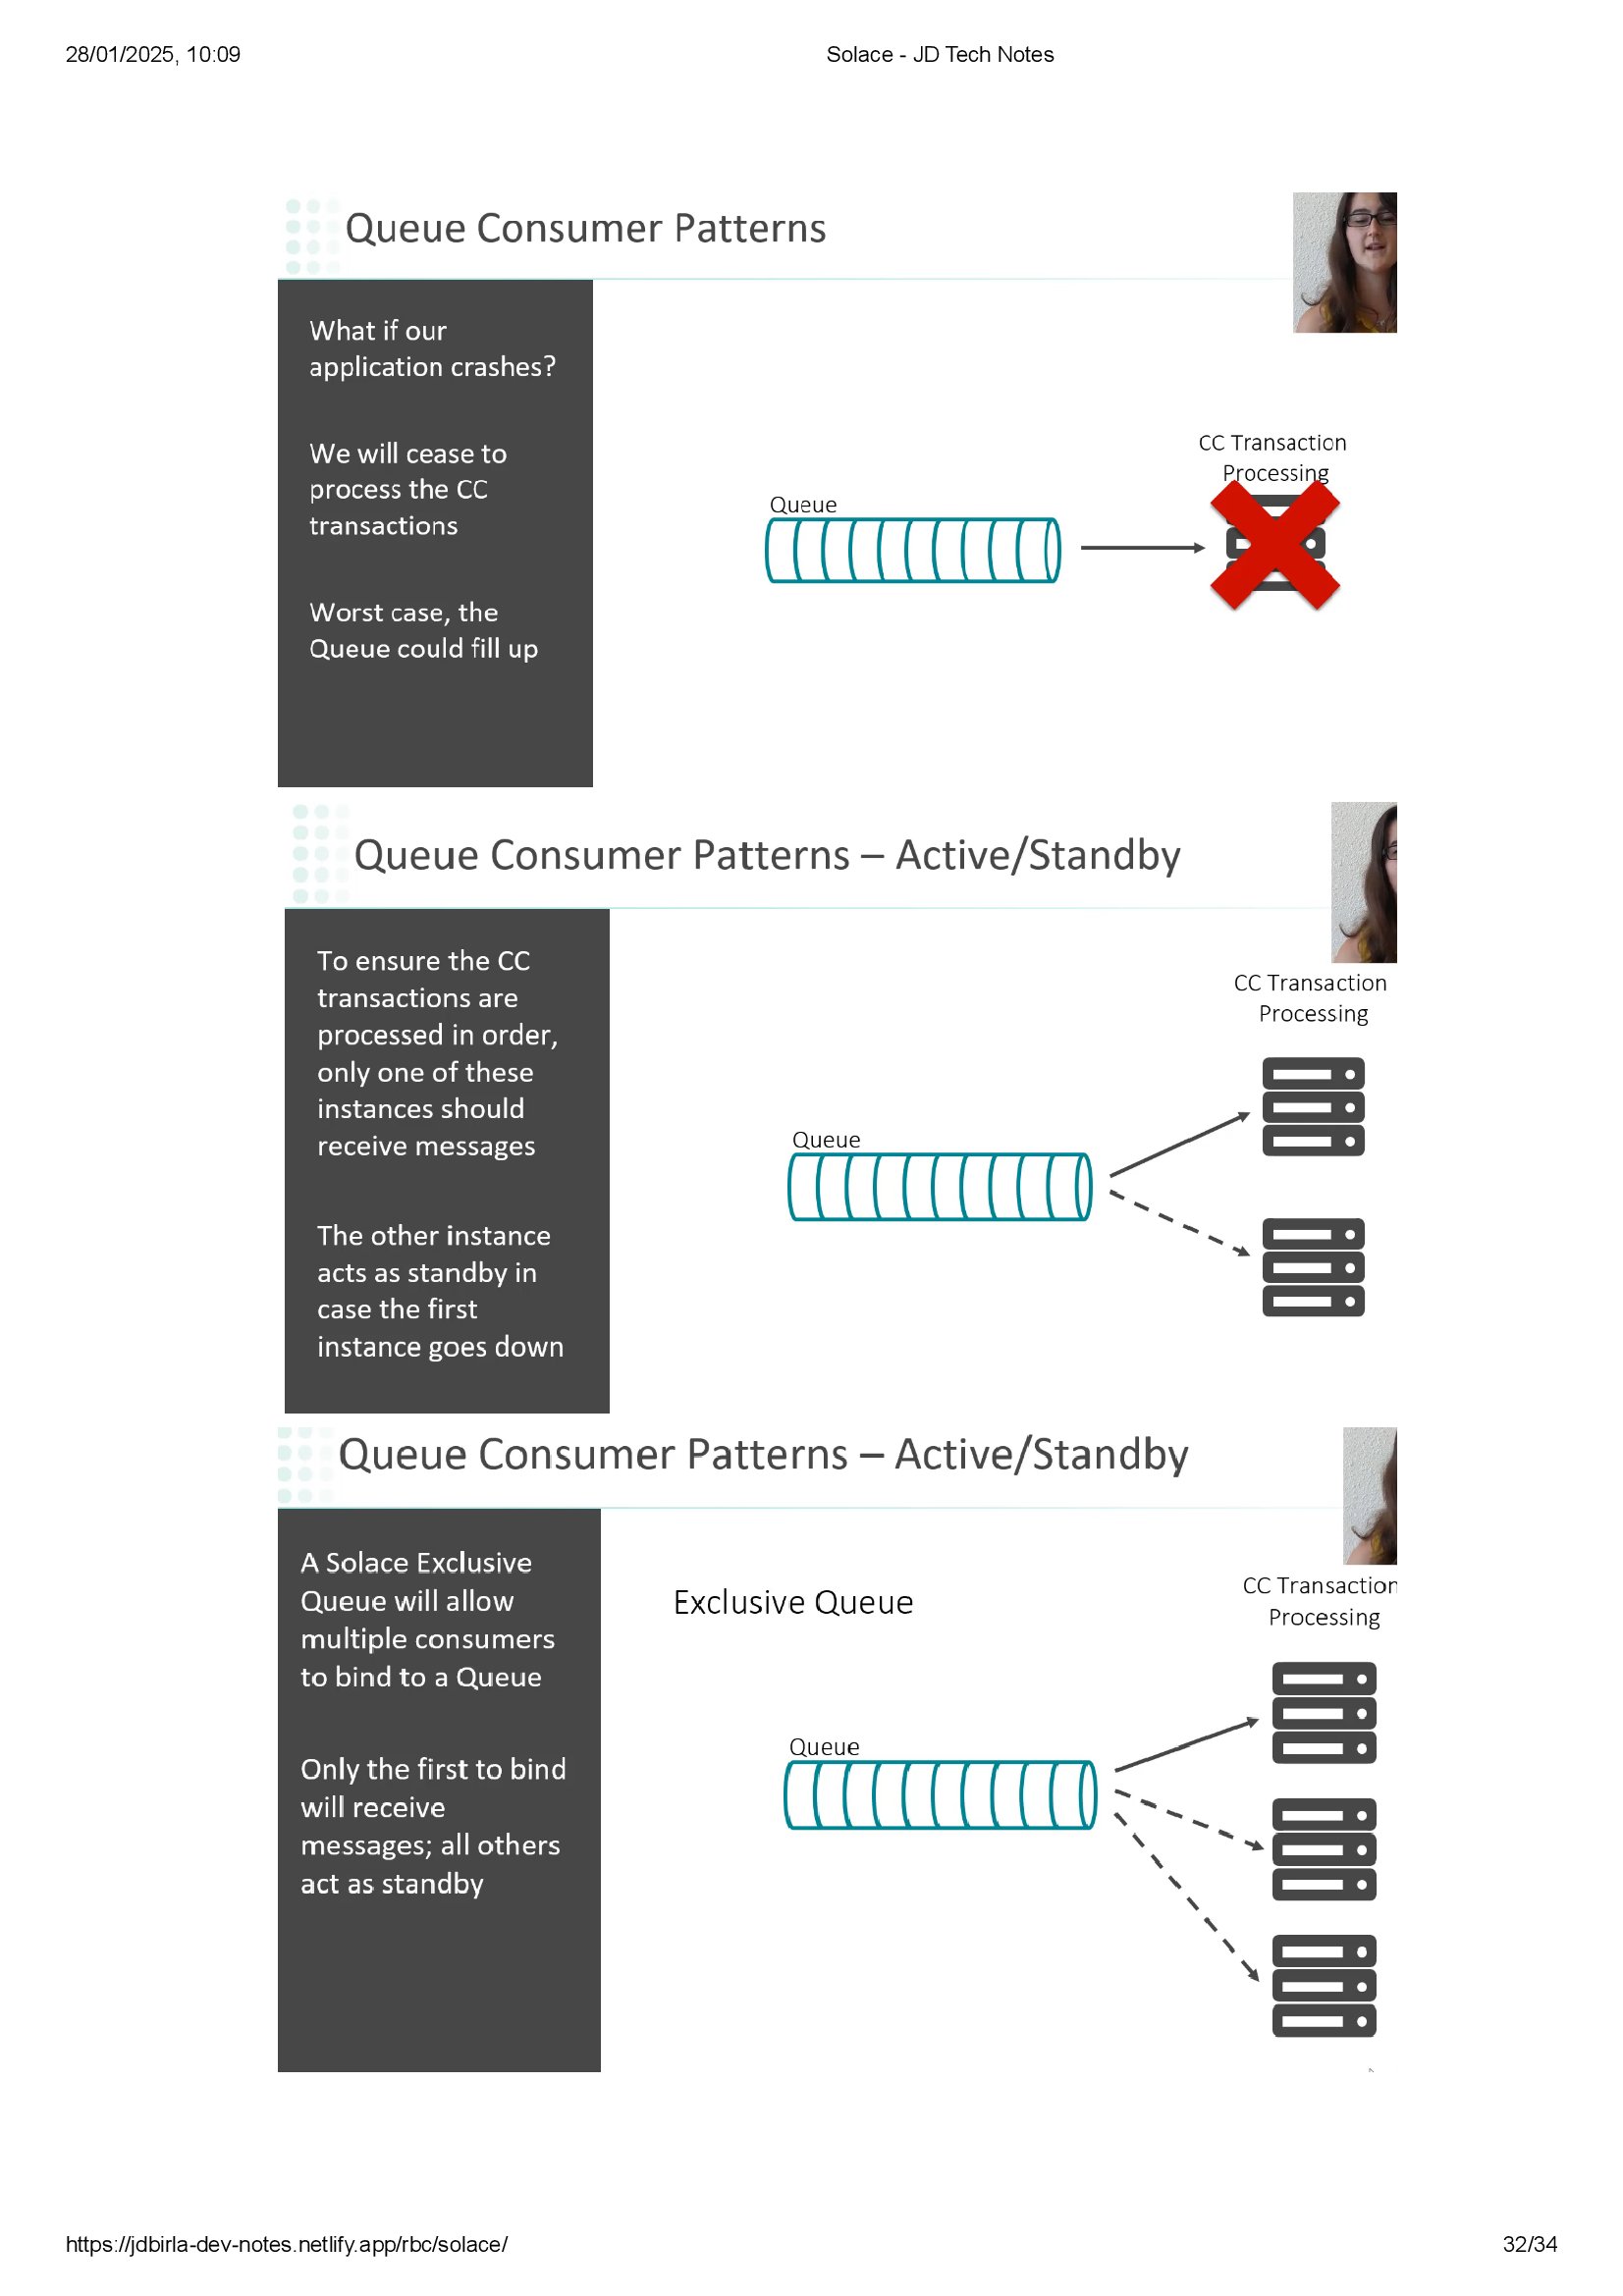 28/01/2025, 10:09
Solace - JD Tech Notes
Queue Consumer Patterns
What if our
application crashes?
We will cease to
process the CC
transactions
Worst case, the
Queue could fill up
CC Transaction
Processing
Queue
Queue Consumer Patterns – Active/Standby
To ensure the CC
transactions are
processed in order,
only one of these
instances should
receive messages
The other instance
acts as standby in
case the first
instance goes down
CC Transaction
Processing
Queue
Queue Consumer Patterns – Active/Standby
A Solace Exclusive
Queue will allow
multiple consumers
to bind to a Queue
Only the first to bind
will receive
messages; all others
act as standby
Exclusive Queue
CC Transaction
Processing
Queue
https://jdbirla-dev-notes.netlify.app/rbc/solace/
32/34